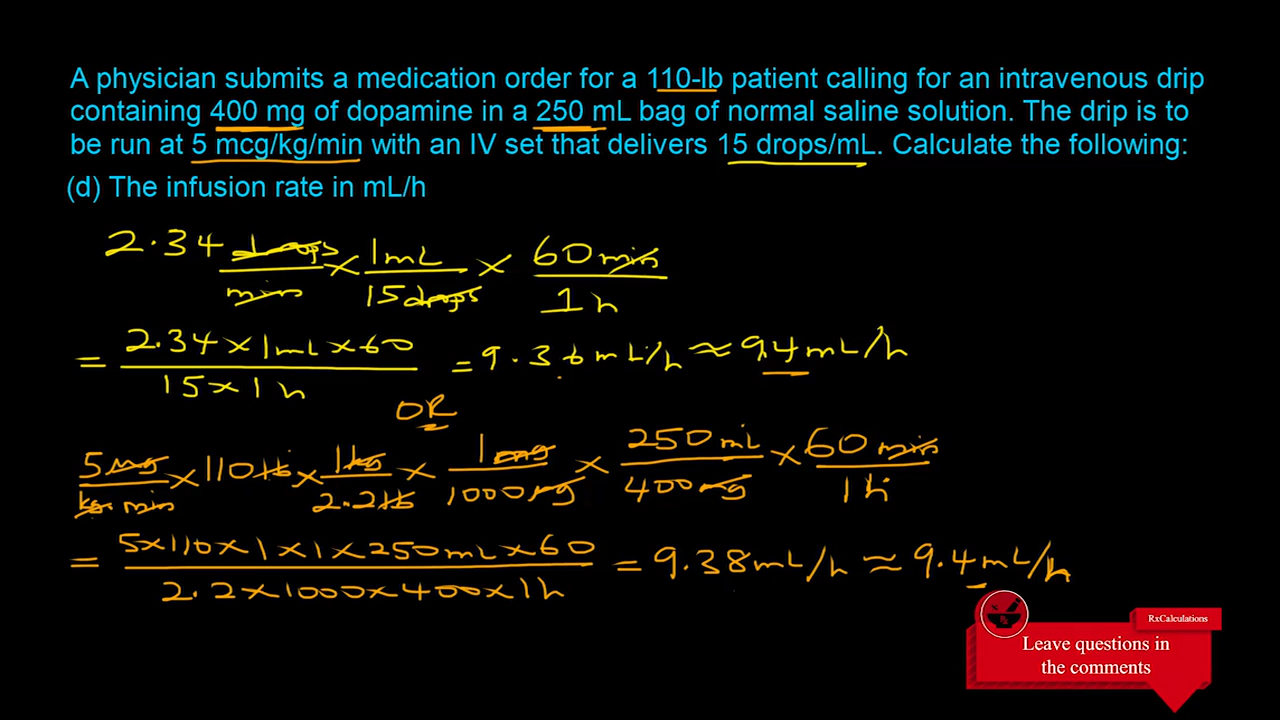 A physician submits a medication order for a 110-lb patient calling for an intravenous drip
containing 400 mg of dopamine in a 250 mL bag of normal saline solution. The drip is to
be run at 5 mcg/kg/min with an IV set that delivers 15 drops/mL. Calculate the following:
(d) The infusion rate in mL/h
2.34 drops/min × 1mL/15drops × 60min/1h
= 2.34×1mL×60/15×1h = 9.36mL/h ≈ 9.4mL/h
OR
5mcg/kg·min × 110lb × 1kg/2.2lb × 1mg/1000mcg × 250mL/400mg × 60min/1h
= 5×110×1×1×250mL×60/2.2×1000×400×1h = 9.38mL/h ≈ 9.4mL/h
RxCalculations
Leave questions in
the comments